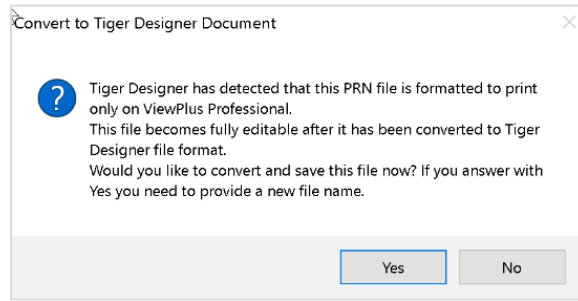 Convert to Tiger Designer Document
?
Tiger Designer has detected that this PRN file is formatted to print
only on ViewPlus Professional.
This file becomes fully editable after it has been converted to Tiger
Designer file format.
Would you like to convert and save this file now? If you answer with
Yes you need to provide a new file name.
Yes
No